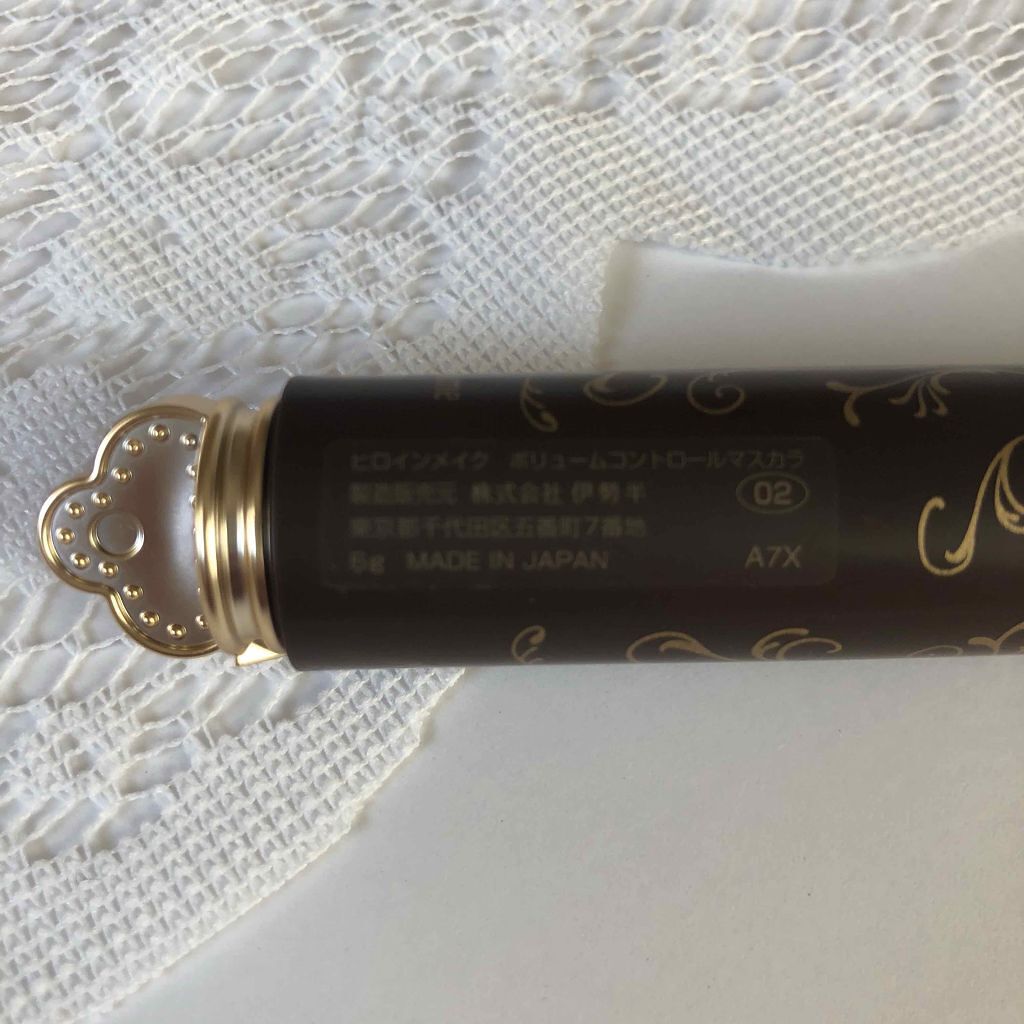 ヒロインメイク ボリュームコントロールマスカラ
製造販売元 株式会社 伊勢半 02
東京都千代田区五番町7番地
6g MADE IN JAPAN A7X